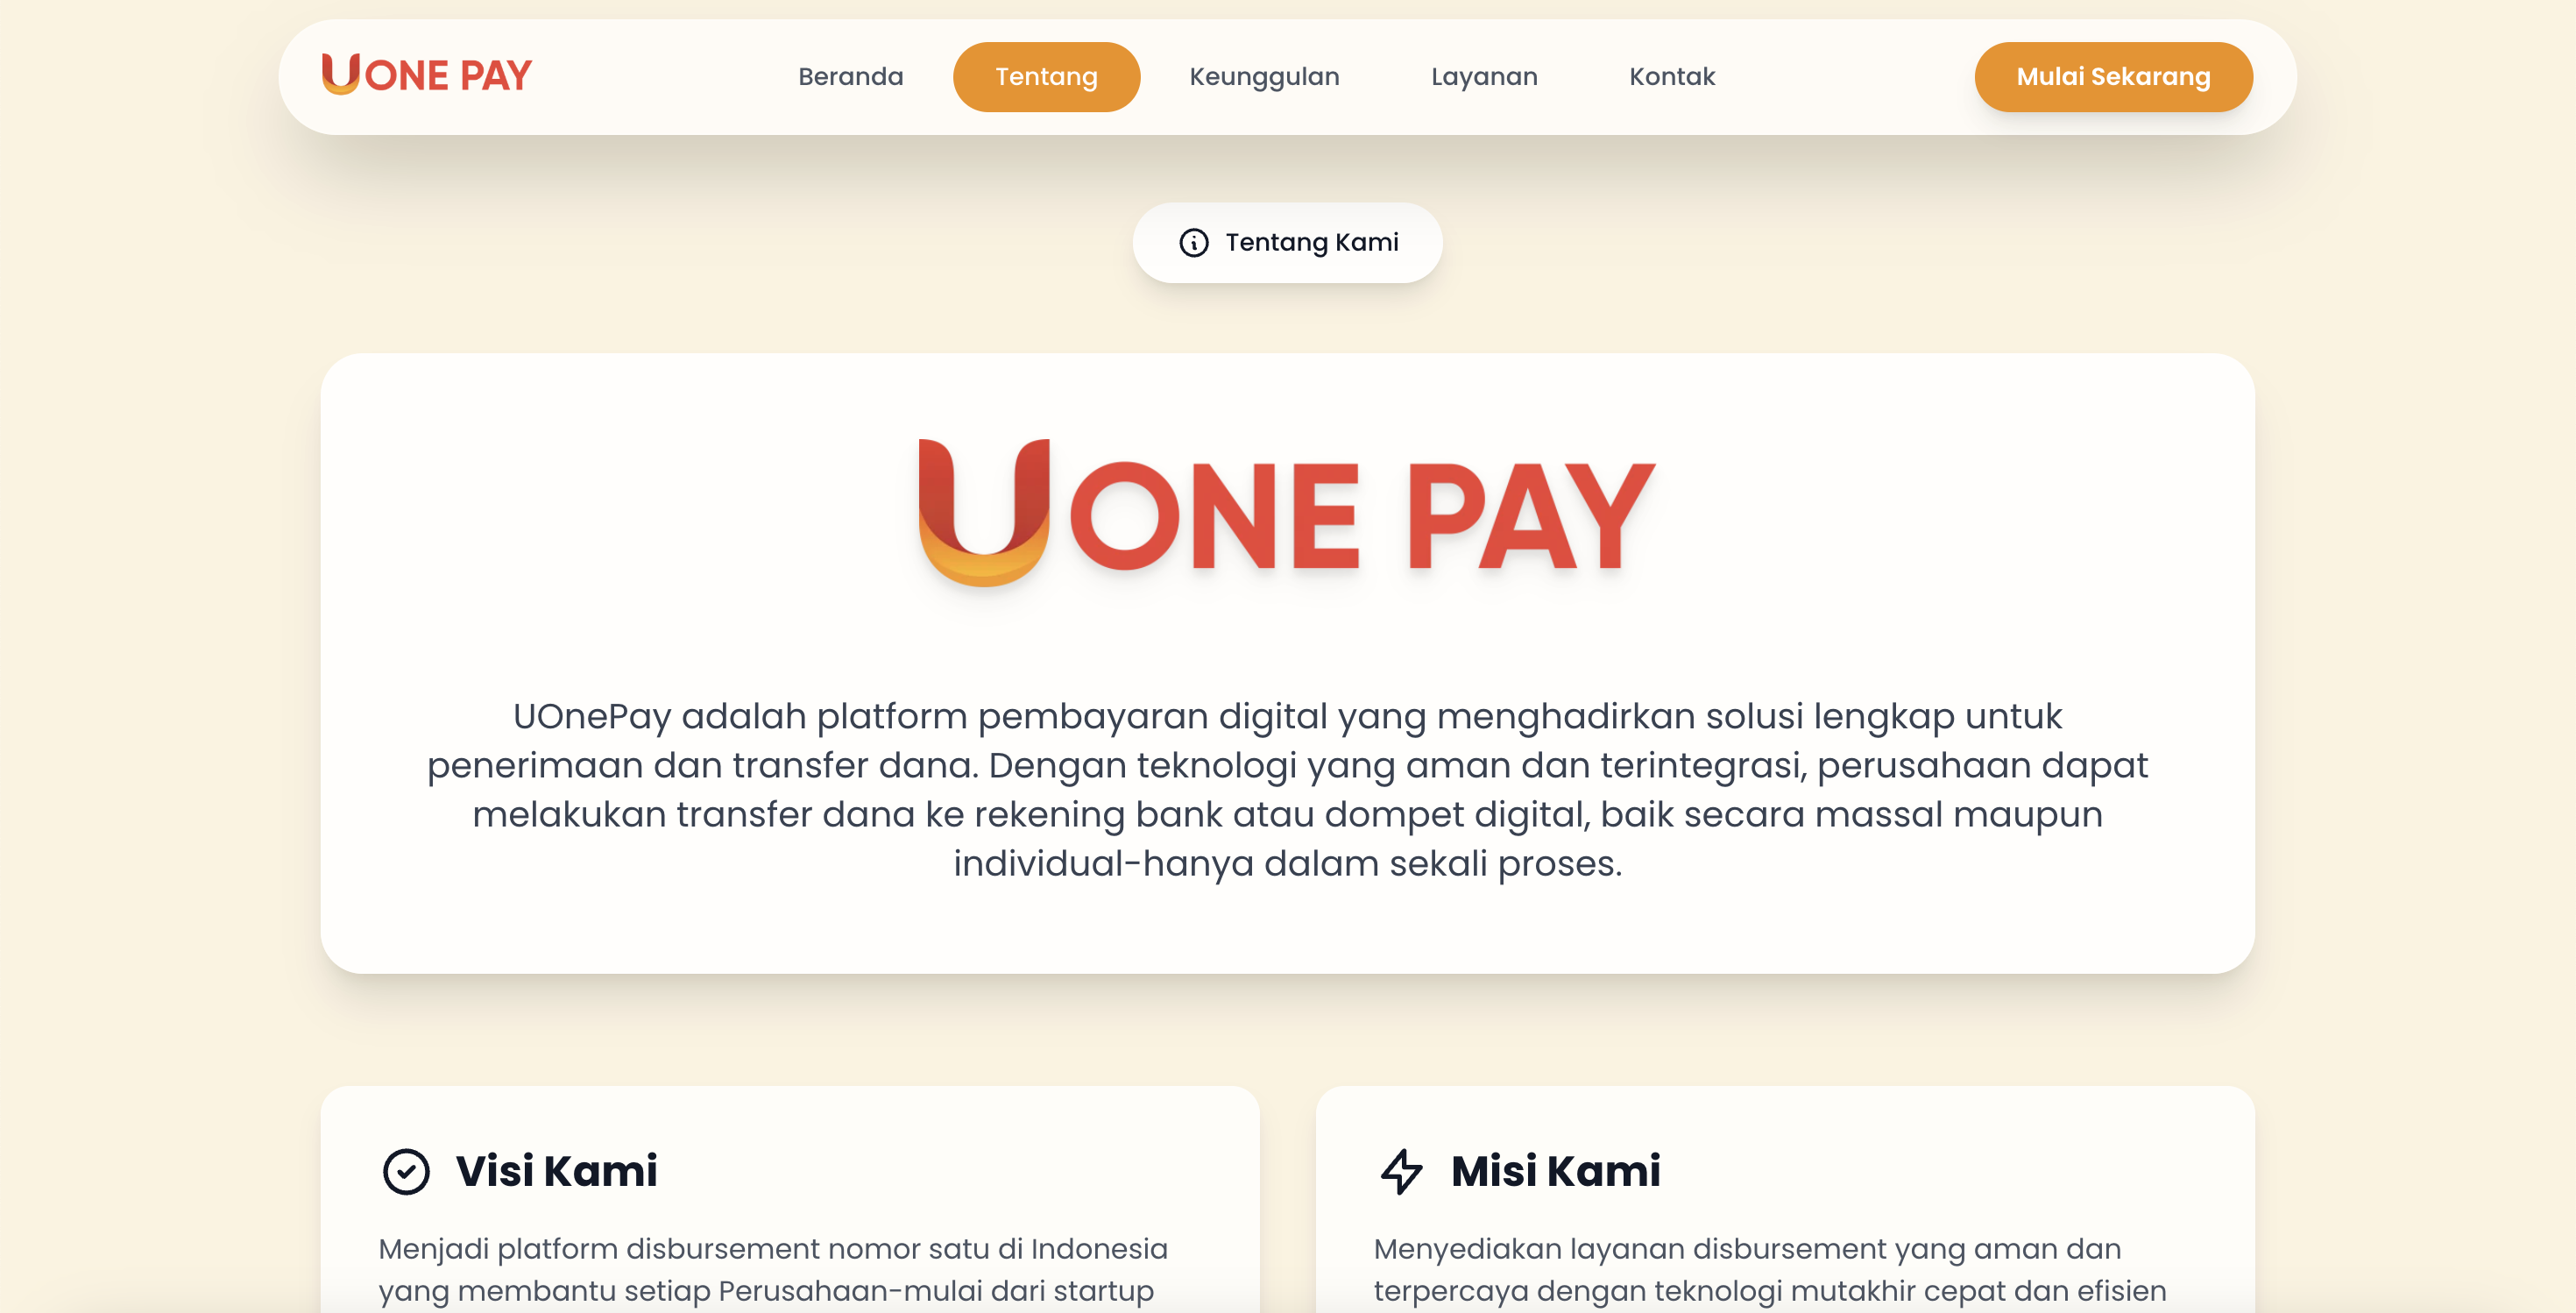 UONE PAY
Beranda
Tentang
Keunggulan
Layanan
Kontak
Mulai Sekarang
Tentang Kami
UONE PAY
UOnePay adalah platform pembayaran digital yang menghadirkan solusi lengkap untuk
penerimaan dan transfer dana. Dengan teknologi yang aman dan terintegrasi, perusahaan dapat
melakukan transfer dana ke rekening bank atau dompet digital, baik secara massal maupun
individual-hanya dalam sekali proses.
Visi Kami
Menjadi platform disbursement nomor satu di Indonesia
yang membantu setiap Perusahaan-mulai dari startup
Misi Kami
Menyediakan layanan disbursement yang aman dan
terpercaya dengan teknologi mutakhir cepat dan efisien